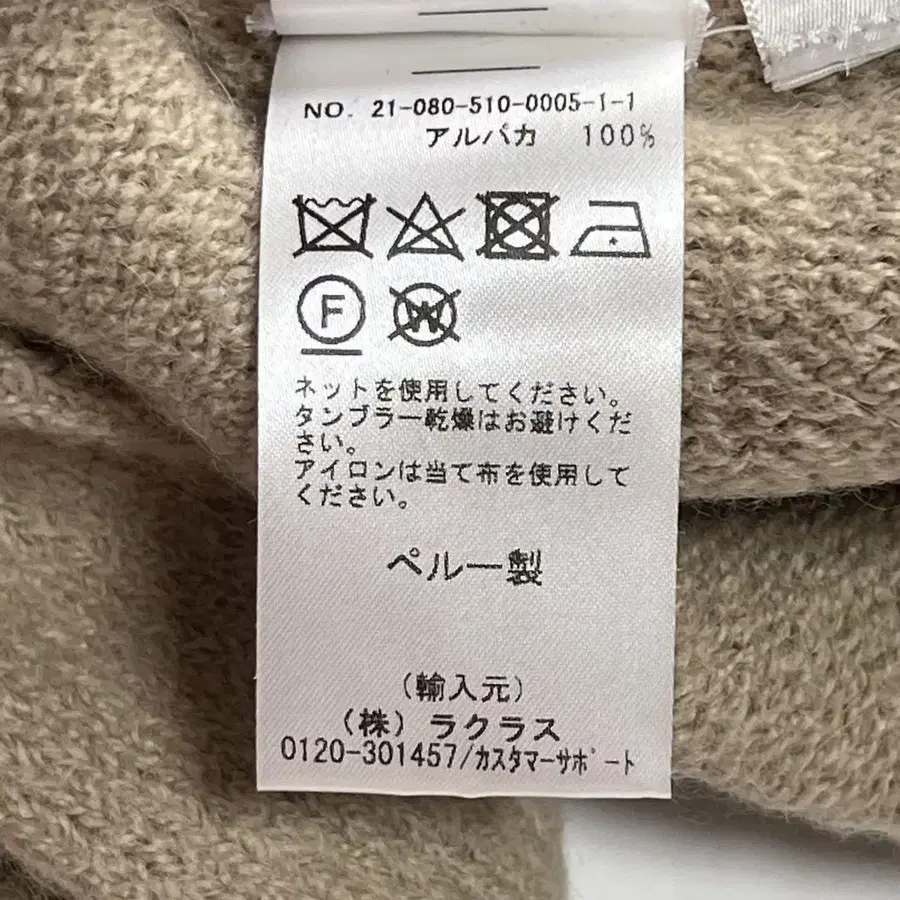 NO. 21-080-510-0005-1-1
アルパカ 100%
F
W
ネットを使用してください。
タンブラー乾燥はお避けくだ
さい。
アイロンは当て布を使用して
ください。
ペルー製
(輸入元)
(株) ラクラス
0120-301457/カスタマーサポート